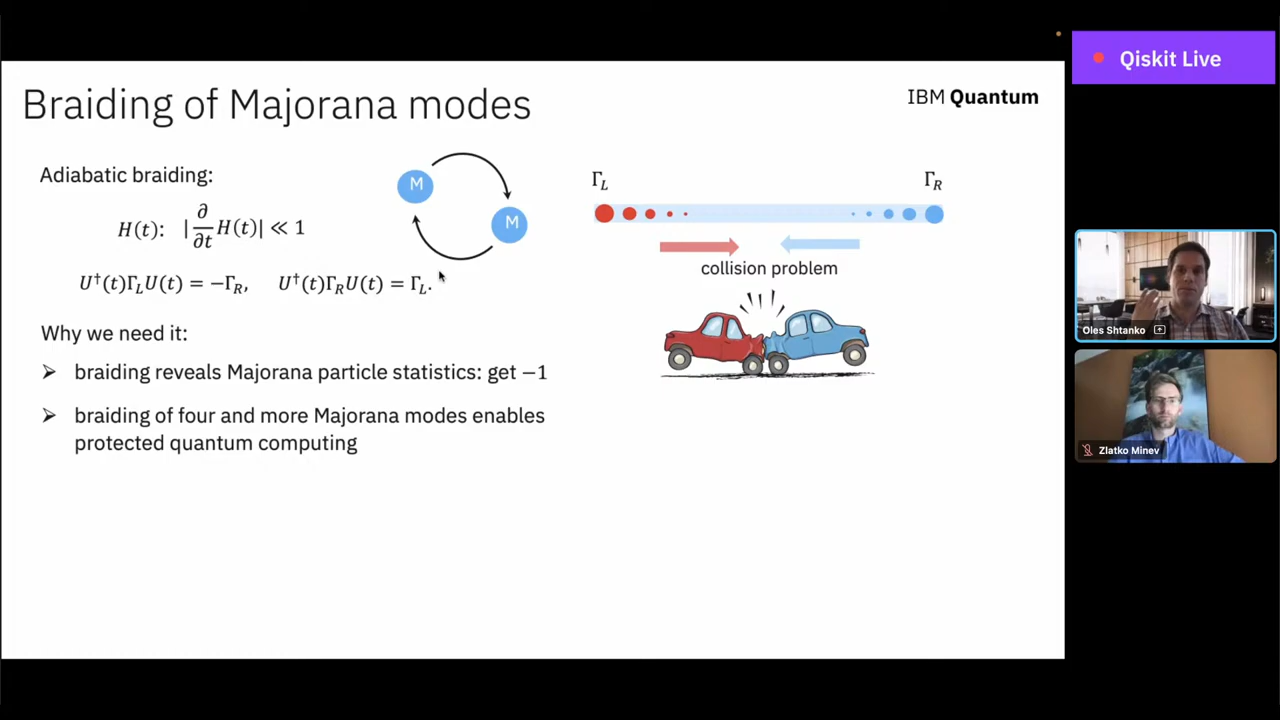 Qiskit Live
Braiding of Majorana modes
IBM Quantum
Adiabatic braiding:
H(t): |∂/∂t H(t)| ≪ 1
U†(t)Γ_L U(t) = −Γ_R, U†(t)Γ_R U(t) = Γ_L.
M
M
Why we need it:
➢ braiding reveals Majorana particle statistics: get −1
➢ braiding of four and more Majorana modes enables
protected quantum computing
Γ_L
Γ_R
collision problem
Oles Shtanko
Zlatko Minev